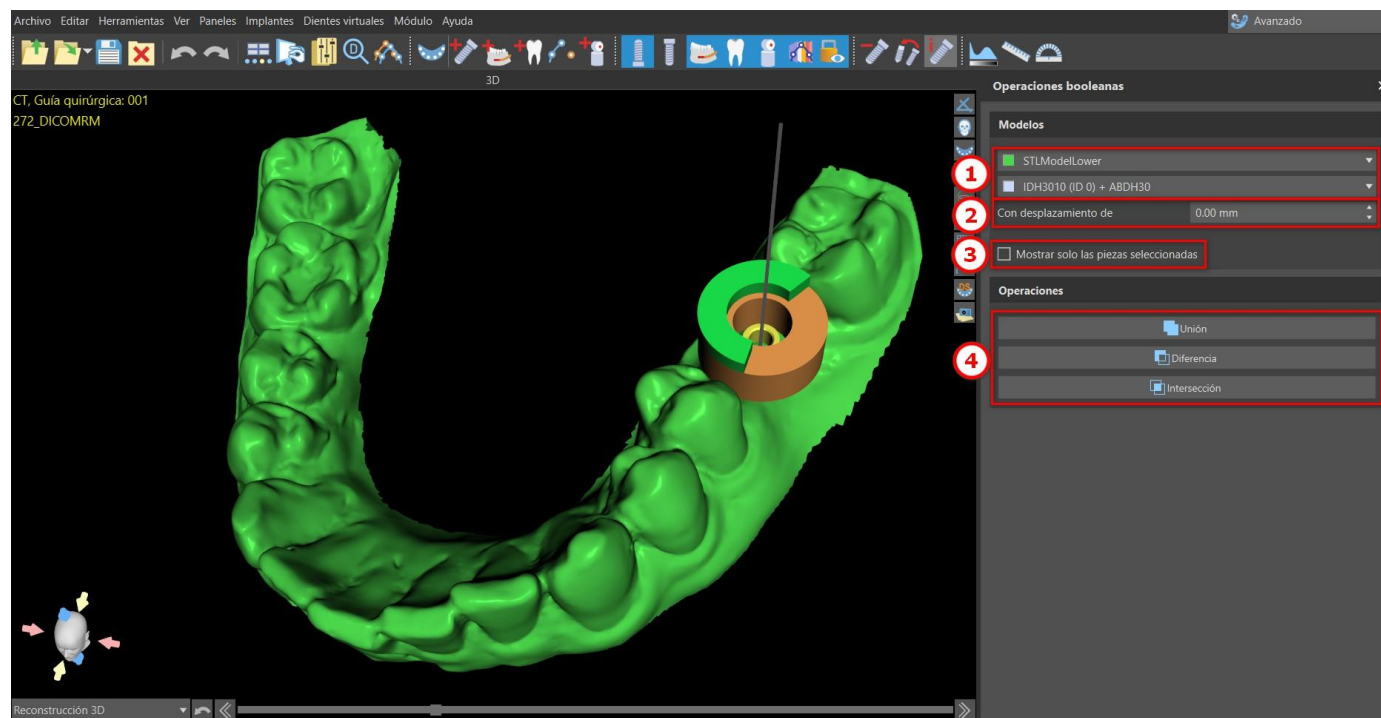 Archivo Editar Herramientas Ver Paneles Implantes Dientes virtuales Módulo Ayuda
Avanzado
3D
CT, Guía quirúrgica: 001
272_DICOMRM
Operaciones booleanas
Modelos
1
STLModelLower
IDH3010 (ID 0) + ABDH30
2
Con desplazamiento de 0.00 mm
3
Mostrar solo las piezas seleccionadas
Operaciones
Unión
4
Diferencia
Intersección
Reconstrucción 3D